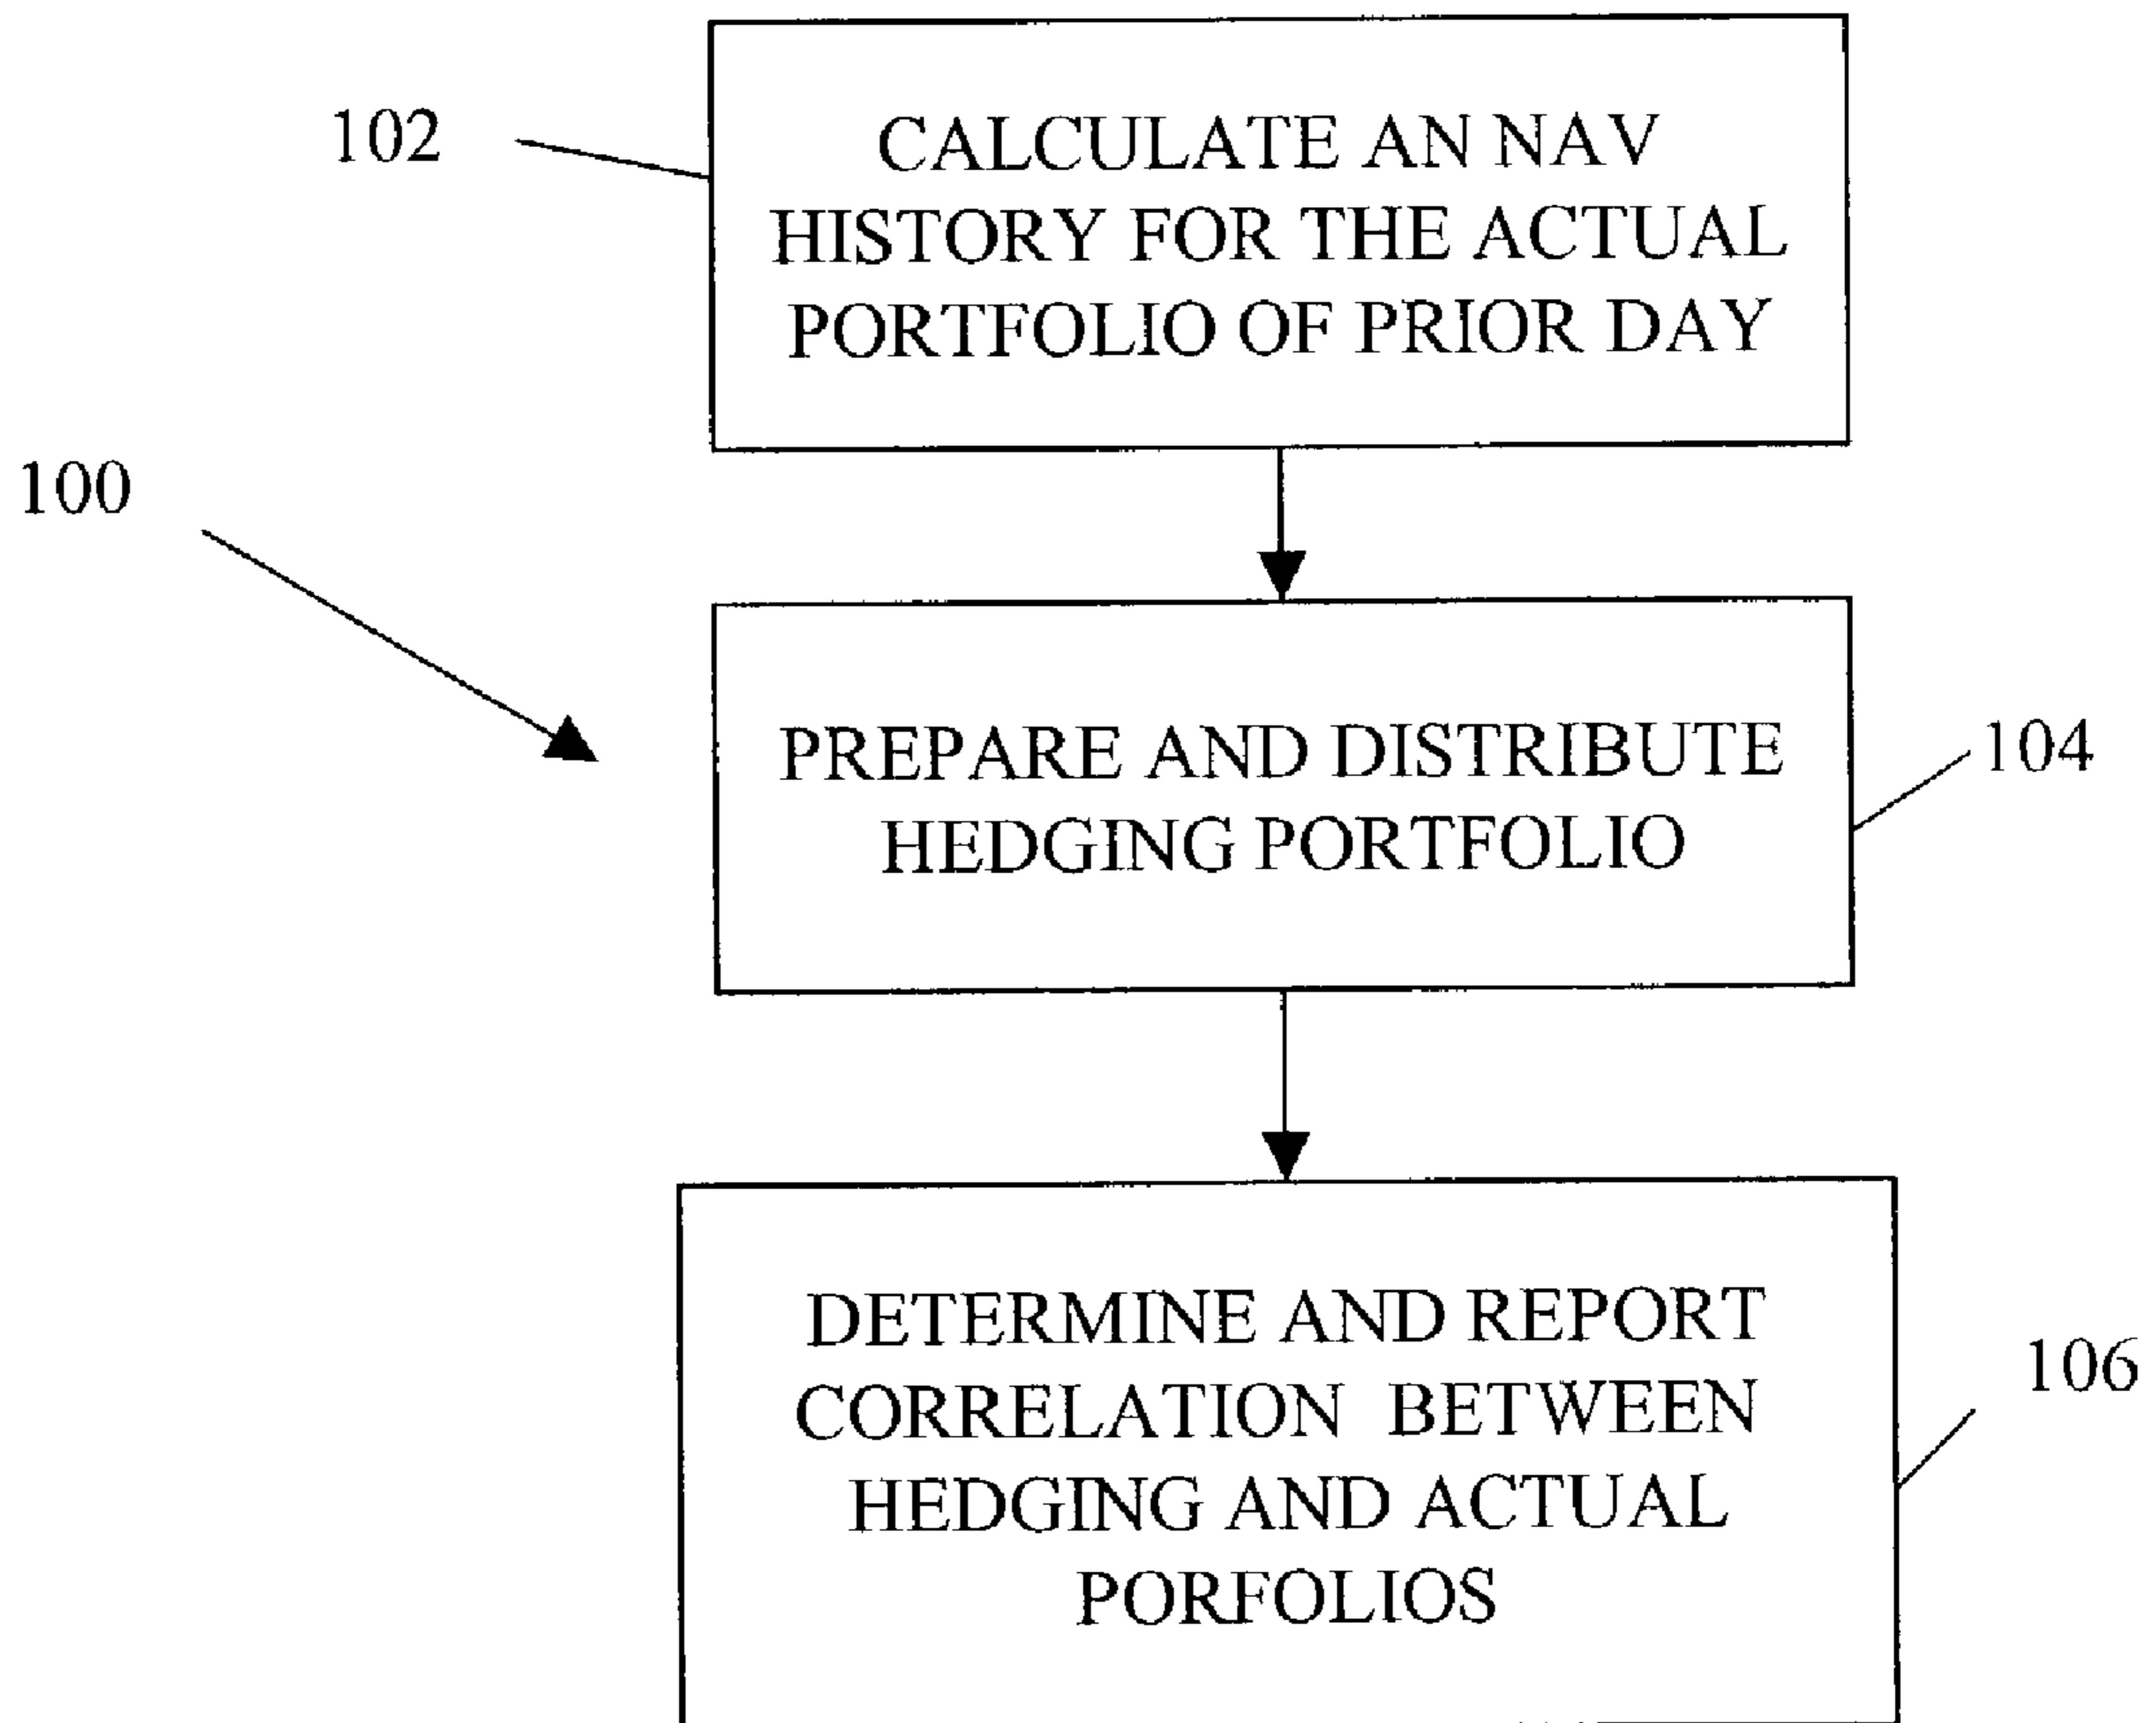 102
CALCULATE AN NAV
HISTORY FOR THE ACTUAL
PORTFOLIO OF PRIOR DAY
100
PREPARE AND DISTRIBUTE
HEDGING PORTFOLIO
104
DETERMINE AND REPORT
CORRELATION BETWEEN
HEDGING AND ACTUAL
PORFOLIOS
106